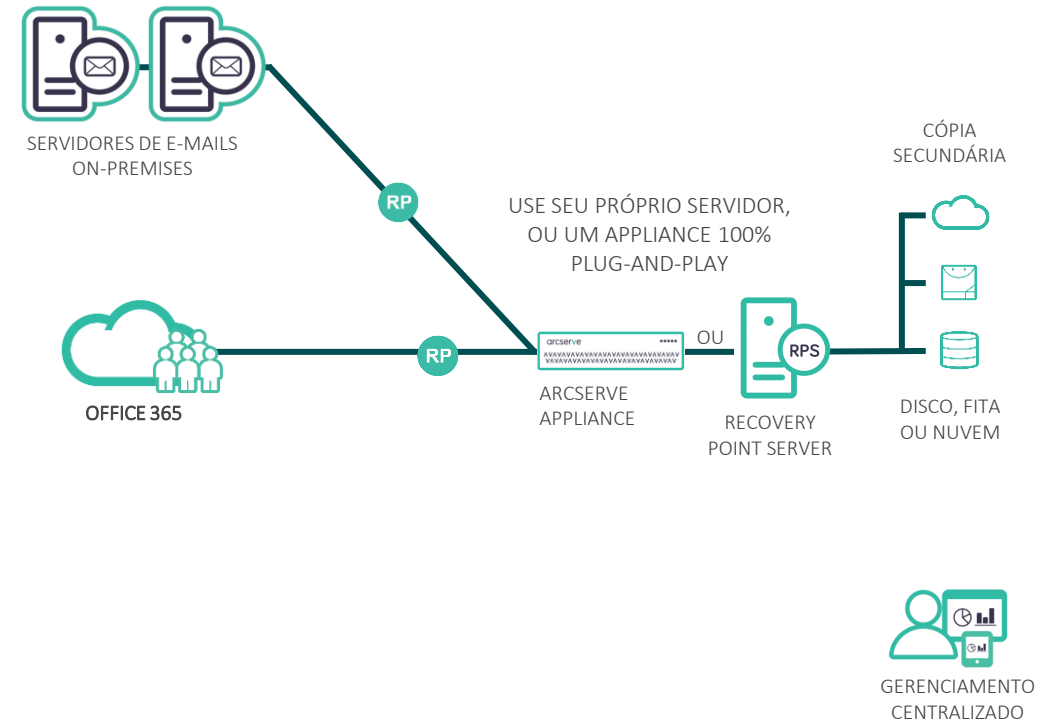 SERVIDORES DE E-MAILS
ON-PREMISES
RP
CÓPIA
SECUNDÁRIA
USE SEU PRÓPRIO SERVIDOR,
OU UM APPLIANCE 100%
PLUG-AND-PLAY
OFFICE 365
RP
arcserve
ARCSERVE
APPLIANCE
OU
RPS
RECOVERY
POINT SERVER
DISCO, FITA
OU NUVEM
GERENCIAMENTO
CENTRALIZADO